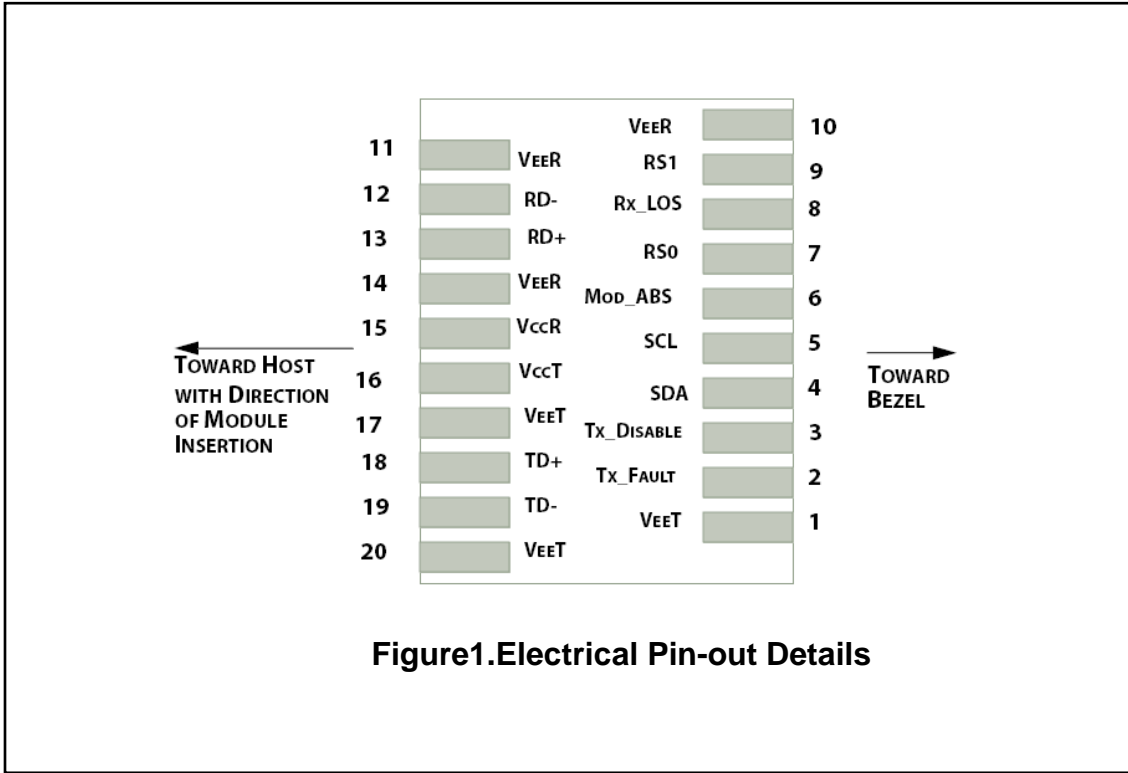 VEER 10
11 VEER
RS1 9
12 RD-
Rx_LOS 8
13 RD+
RS0 7
14 VEER
MOD_ABS 6
15 VccR
SCL 5
16 VccT
SDA 4
17 VEET
Tx_DISABLE 3
18 TD+
Tx_FAULT 2
19 TD-
VEET 1
20 VEET
TOWARD HOST
WITH DIRECTION
OF MODULE
INSERTION
TOWARD
BEZEL
Figure1.Electrical Pin-out Details